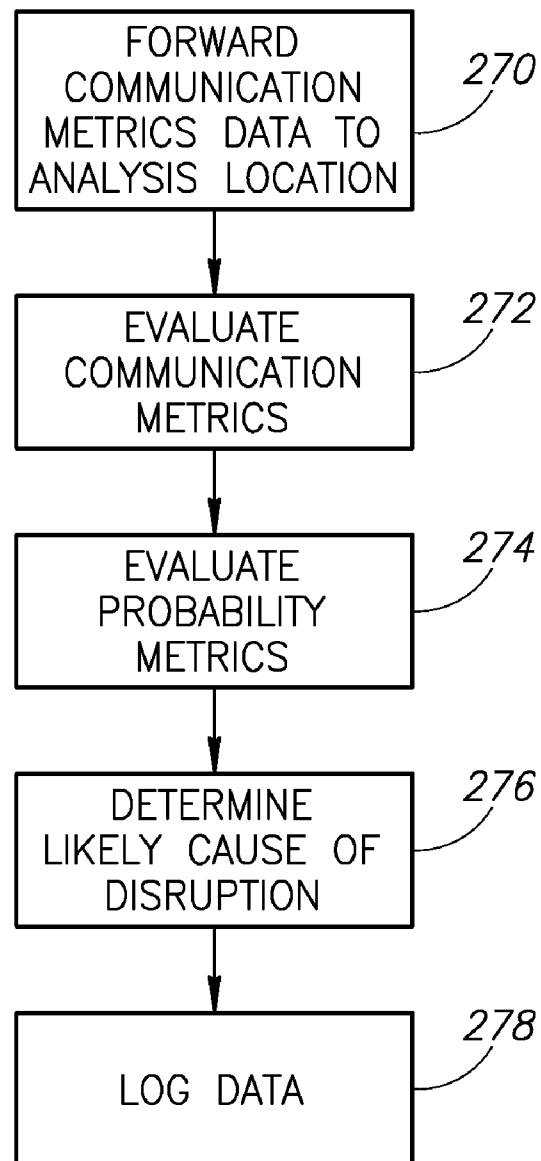 FORWARD
COMMUNICATION
METRICS DATA TO
ANALYSIS LOCATION
270
EVALUATE
COMMUNICATION
METRICS
272
EVALUATE
PROBABILITY
METRICS
274
DETERMINE
LIKELY CAUSE OF
DISRUPTION
276
LOG DATA
278